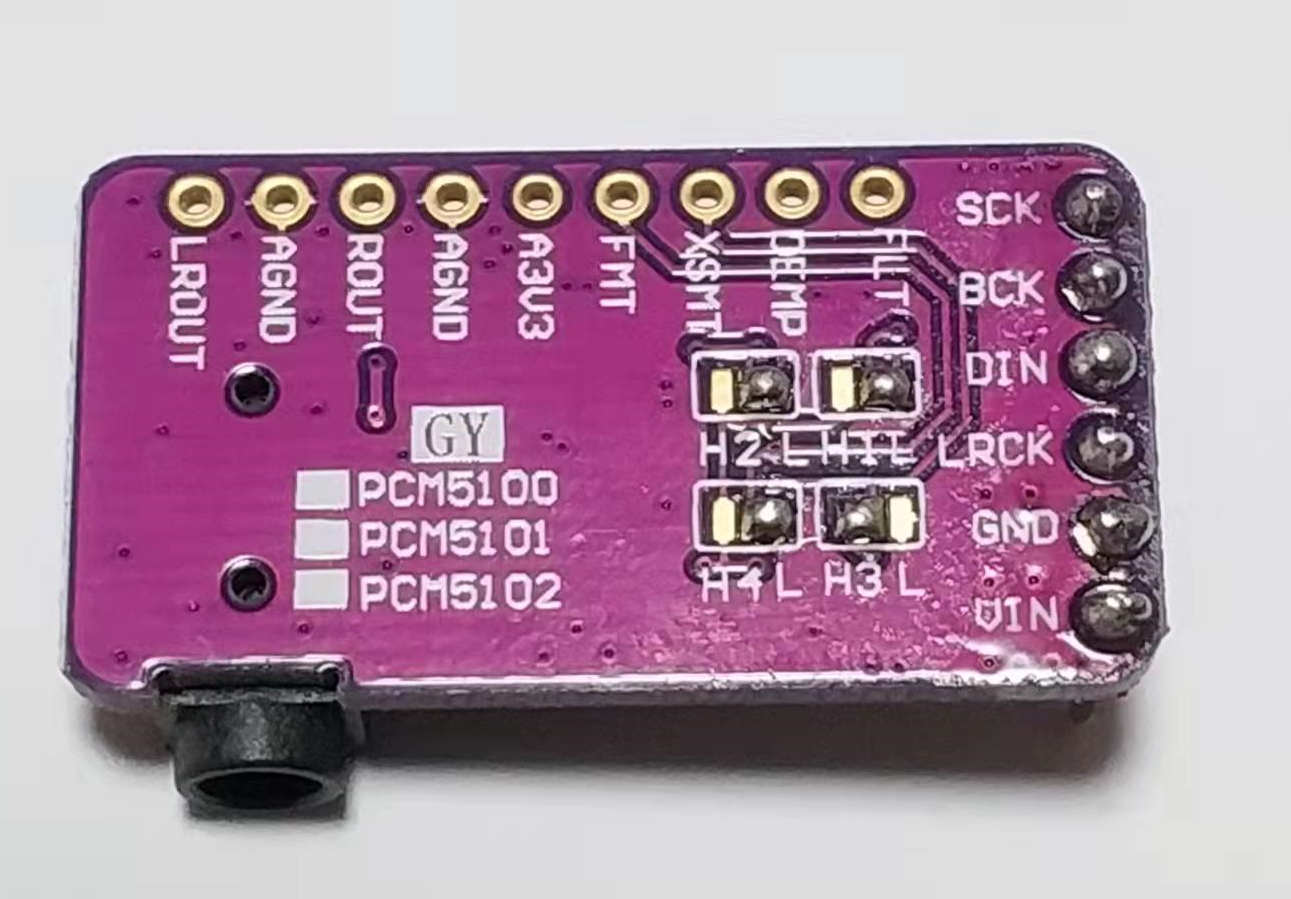 LROUT
AGND
ROUT
AGND
A3V3
FMT
XSMT
DEMP
FLT
SCK
BCK
DIN
LRCK
GND
VIN
H2 L
H1L
H4 L
H3 L
GY
PCM5100
PCM5101
PCM5102